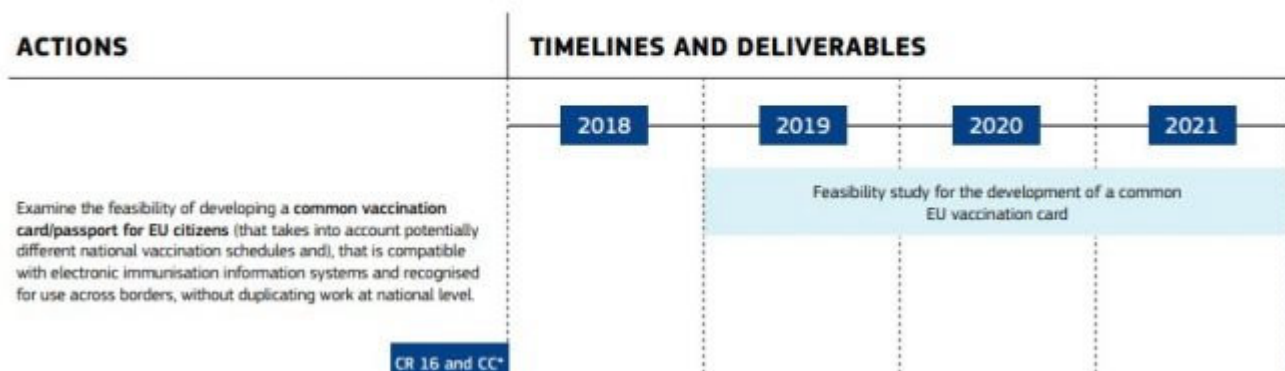 ACTIONS
TIMELINES AND DELIVERABLES
2018
2019
2020
2021
Feasibility study for the development of a common
EU vaccination card
Examine the feasibility of developing a common vaccination
card/passport for EU citizens (that takes into account potentially
different national vaccination schedules and), that is compatible
with electronic immunisation information systems and recognised
for use across borders, without duplicating work at national level.
CR 16 and CC*